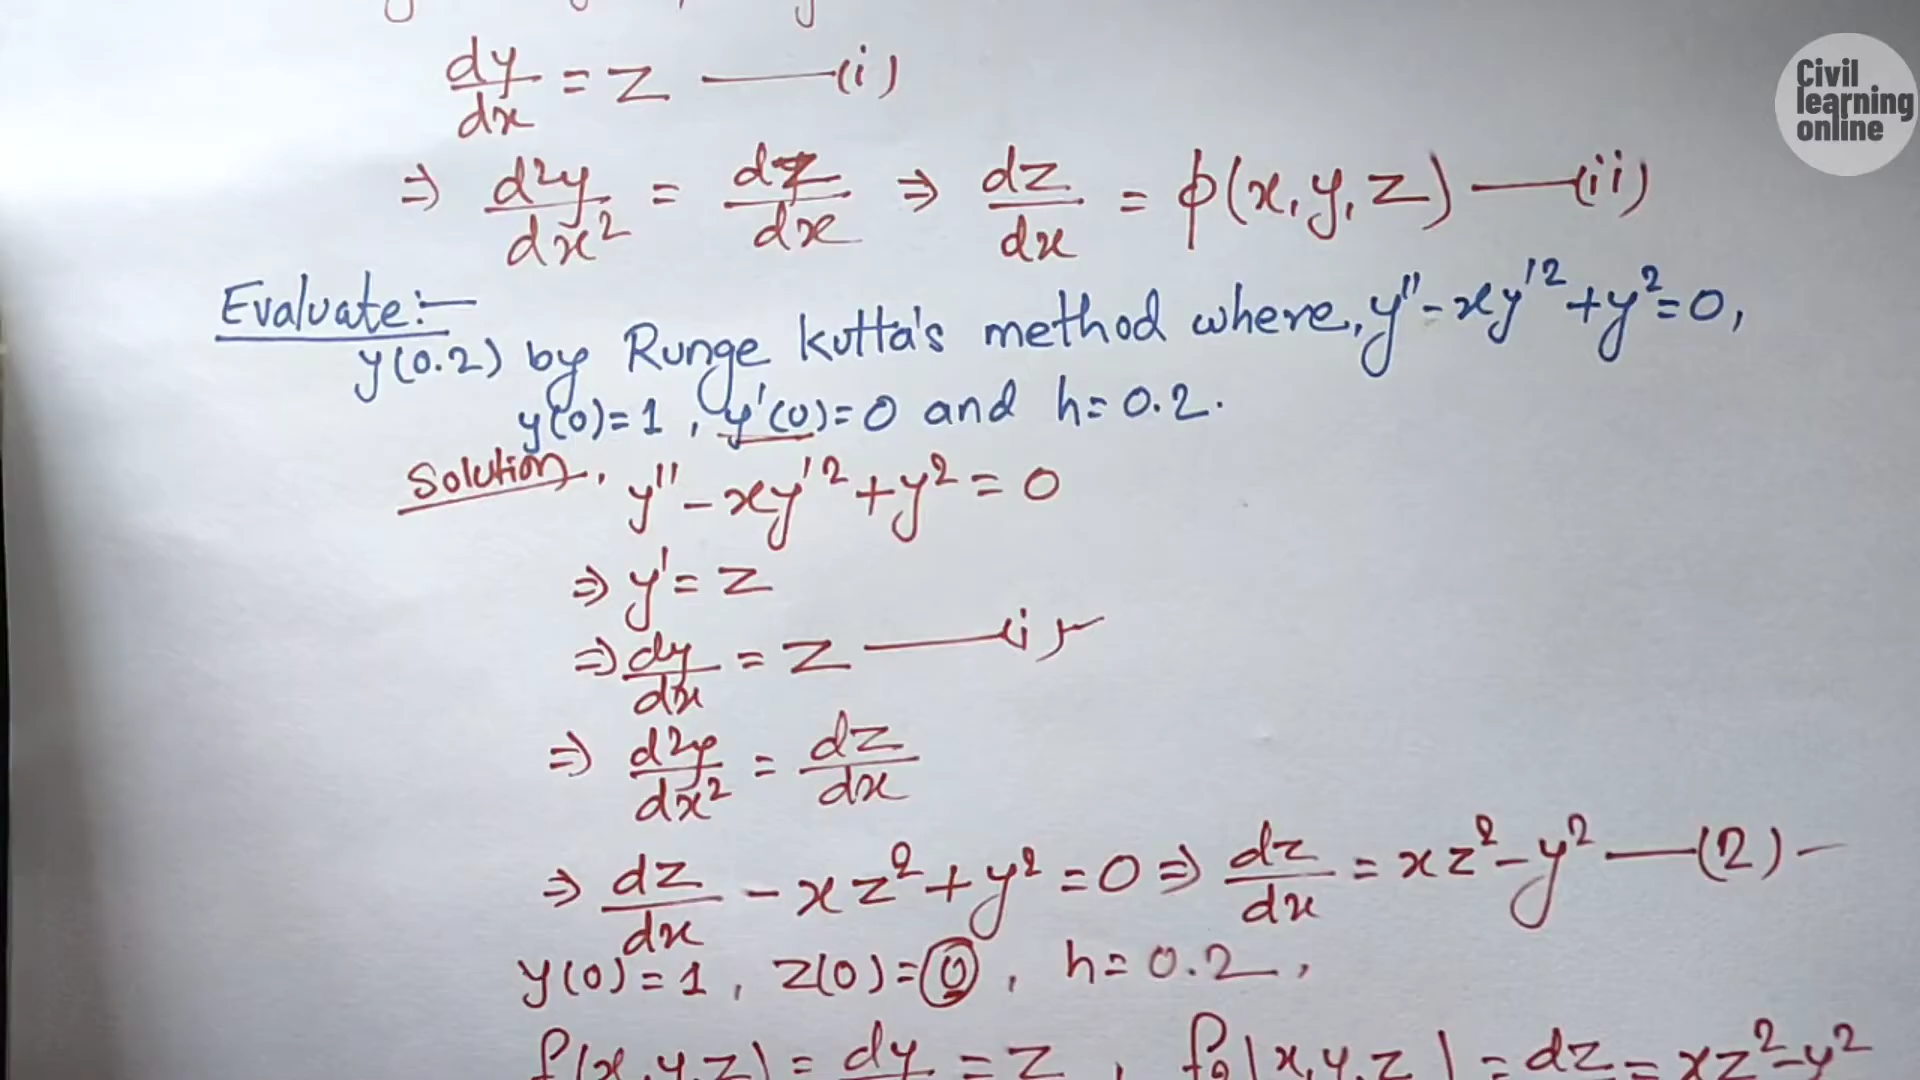 Civil
learning
online
dy/dx = z —(i)
⇒ d²y/dx² = dz/dx ⇒ dz/dx = ϕ(x, y, z) —(ii)
Evaluate:—
y(0.2) by Runge Kutta's method where, y'' - xy'² + y² = 0,
y(0) = 1, y'(0) = 0 and h = 0.2.
Solution. y'' - xy'² + y² = 0
⇒ y' = z
⇒ dy/dx = z —(i)
⇒ d²y/dx² = dz/dx
⇒ dz/dx - xz² + y² = 0 ⇒ dz/dx = xz² - y² —(2)
y(0) = 1, z(0) = 0, h = 0.2,
f(x, y, z) = dy = z, f₂(x, y, z) = dz = xz² - y²